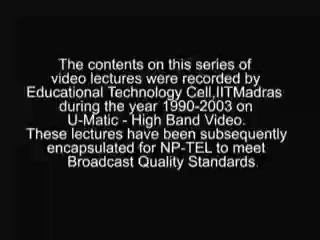 The contents on this series of
video lectures were recorded by
Educational Technology Cell,IITMadras
during the year 1990-2003 on
U-Matic - High Band Video.
These lectures have been subsequently
encapsulated for NP-TEL to meet
Broadcast Quality Standards.